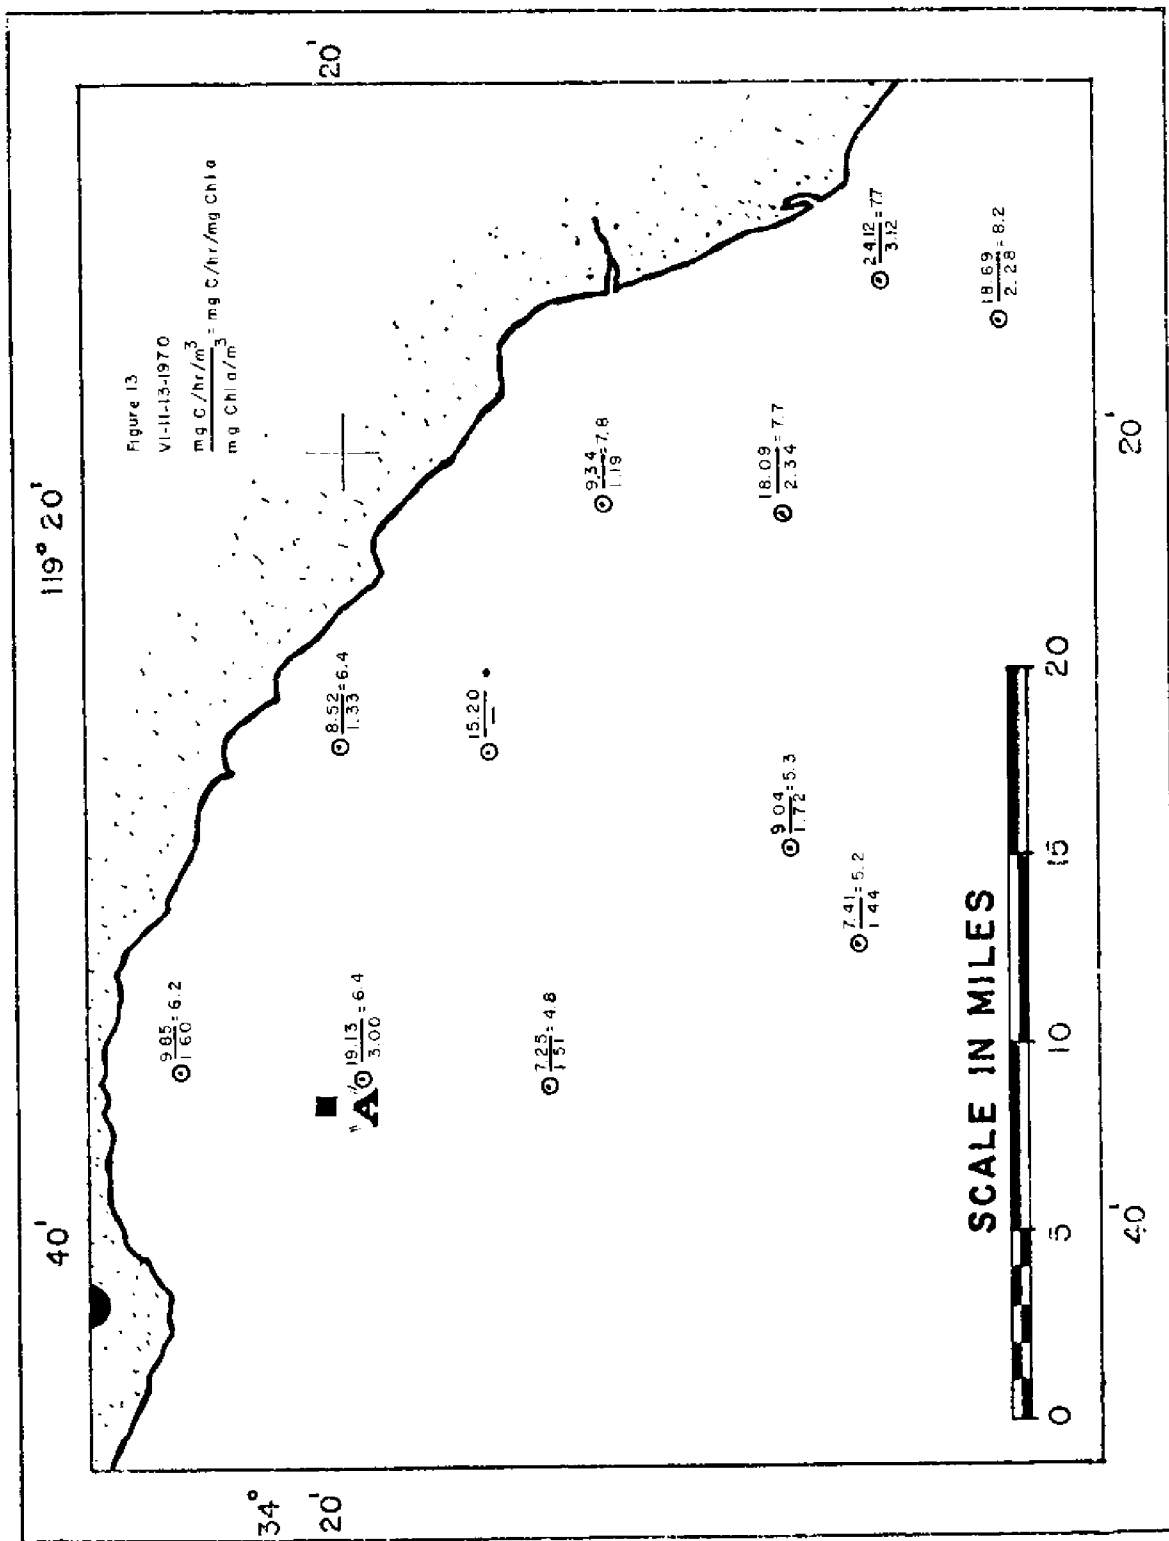 Figure 13
VI-11-13-1970
mg C/hr/m³
= mg C/hr/mg Chl a
mg Chl a/m³
119° 20'
40'
20'
34°
20'
9.85 = 6.2
1.60
19.13 = 6.4
3.00
"A"
7.25 = 4.8
1.51
8.52 = 6.4
1.33
15.20
—
9.34 = 7.8
1.19
18.09 = 7.7
2.34
9.04 = 5.3
1.72
7.41 = 5.2
1.44
24.12 = 7.7
3.12
18.69 = 8.2
2.28
SCALE IN MILES
0 5 10 15 20
40'
20'